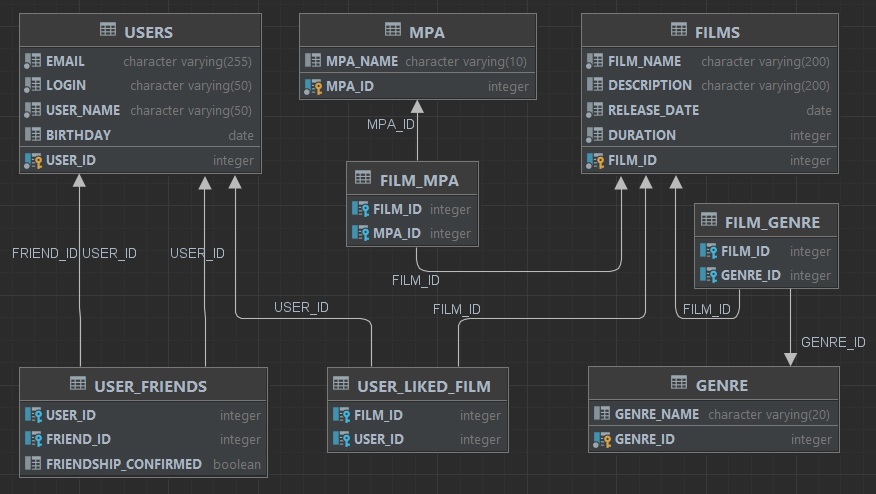 USERS
EMAIL character varying(255)
LOGIN character varying(50)
USER_NAME character varying(50)
BIRTHDAY date
USER_ID integer
MPA
MPA_NAME character varying(10)
MPA_ID integer
FILMS
FILM_NAME character varying(200)
DESCRIPTION character varying(200)
RELEASE_DATE date
DURATION integer
FILM_ID integer
MPA_ID
FILM_MPA
FILM_ID integer
MPA_ID integer
FILM_GENRE
FILM_ID integer
GENRE_ID integer
FRIEND_ID:USER_ID
USER_ID
FILM_ID
USER_ID
FILM_ID
FILM_ID
GENRE_ID
USER_FRIENDS
USER_ID integer
FRIEND_ID integer
FRIENDSHIP_CONFIRMED boolean
USER_LIKED_FILM
FILM_ID integer
USER_ID integer
GENRE
GENRE_NAME character varying(20)
GENRE_ID integer